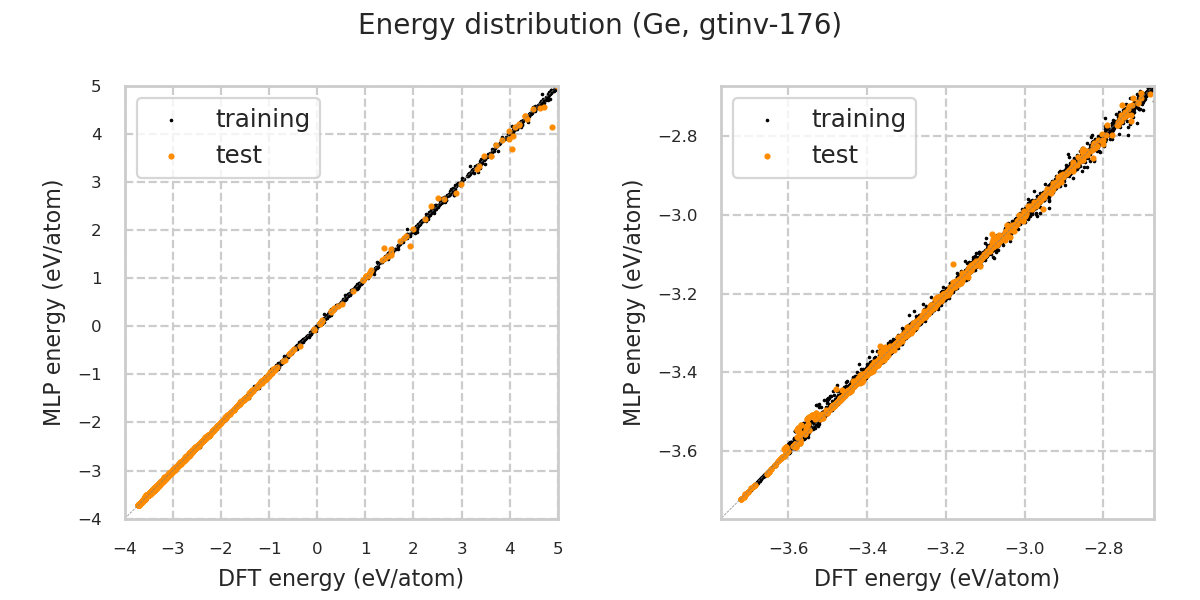 Energy distribution (Ge, gtinv-176)
5
4
3
2
1
0
−1
−2
−3
−4
−4 −3 −2 −1 0 1 2 3 4 5
MLP energy (eV/atom)
DFT energy (eV/atom)
training
test
−2.8
−3.0
−3.2
−3.4
−3.6
−3.6 −3.4 −3.2 −3.0 −2.8
MLP energy (eV/atom)
DFT energy (eV/atom)
training
test